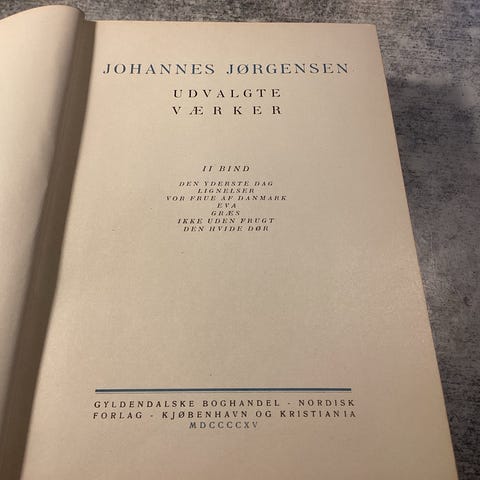 JOHANNES JØRGENSEN
UDVALGTE
VÆRKER
II BIND
DEN YDERSTE DAG
LIGNELSER
VOR FRUE AF DANMARK
EVA
GRÆS
IKKE UDEN FRUGT
DEN HVIDE DØR
GYLDENDALSKE BOGHANDEL - NORDISK
FORLAG - KJØBENHAVN OG KRISTIANIA
MDCCCCXV